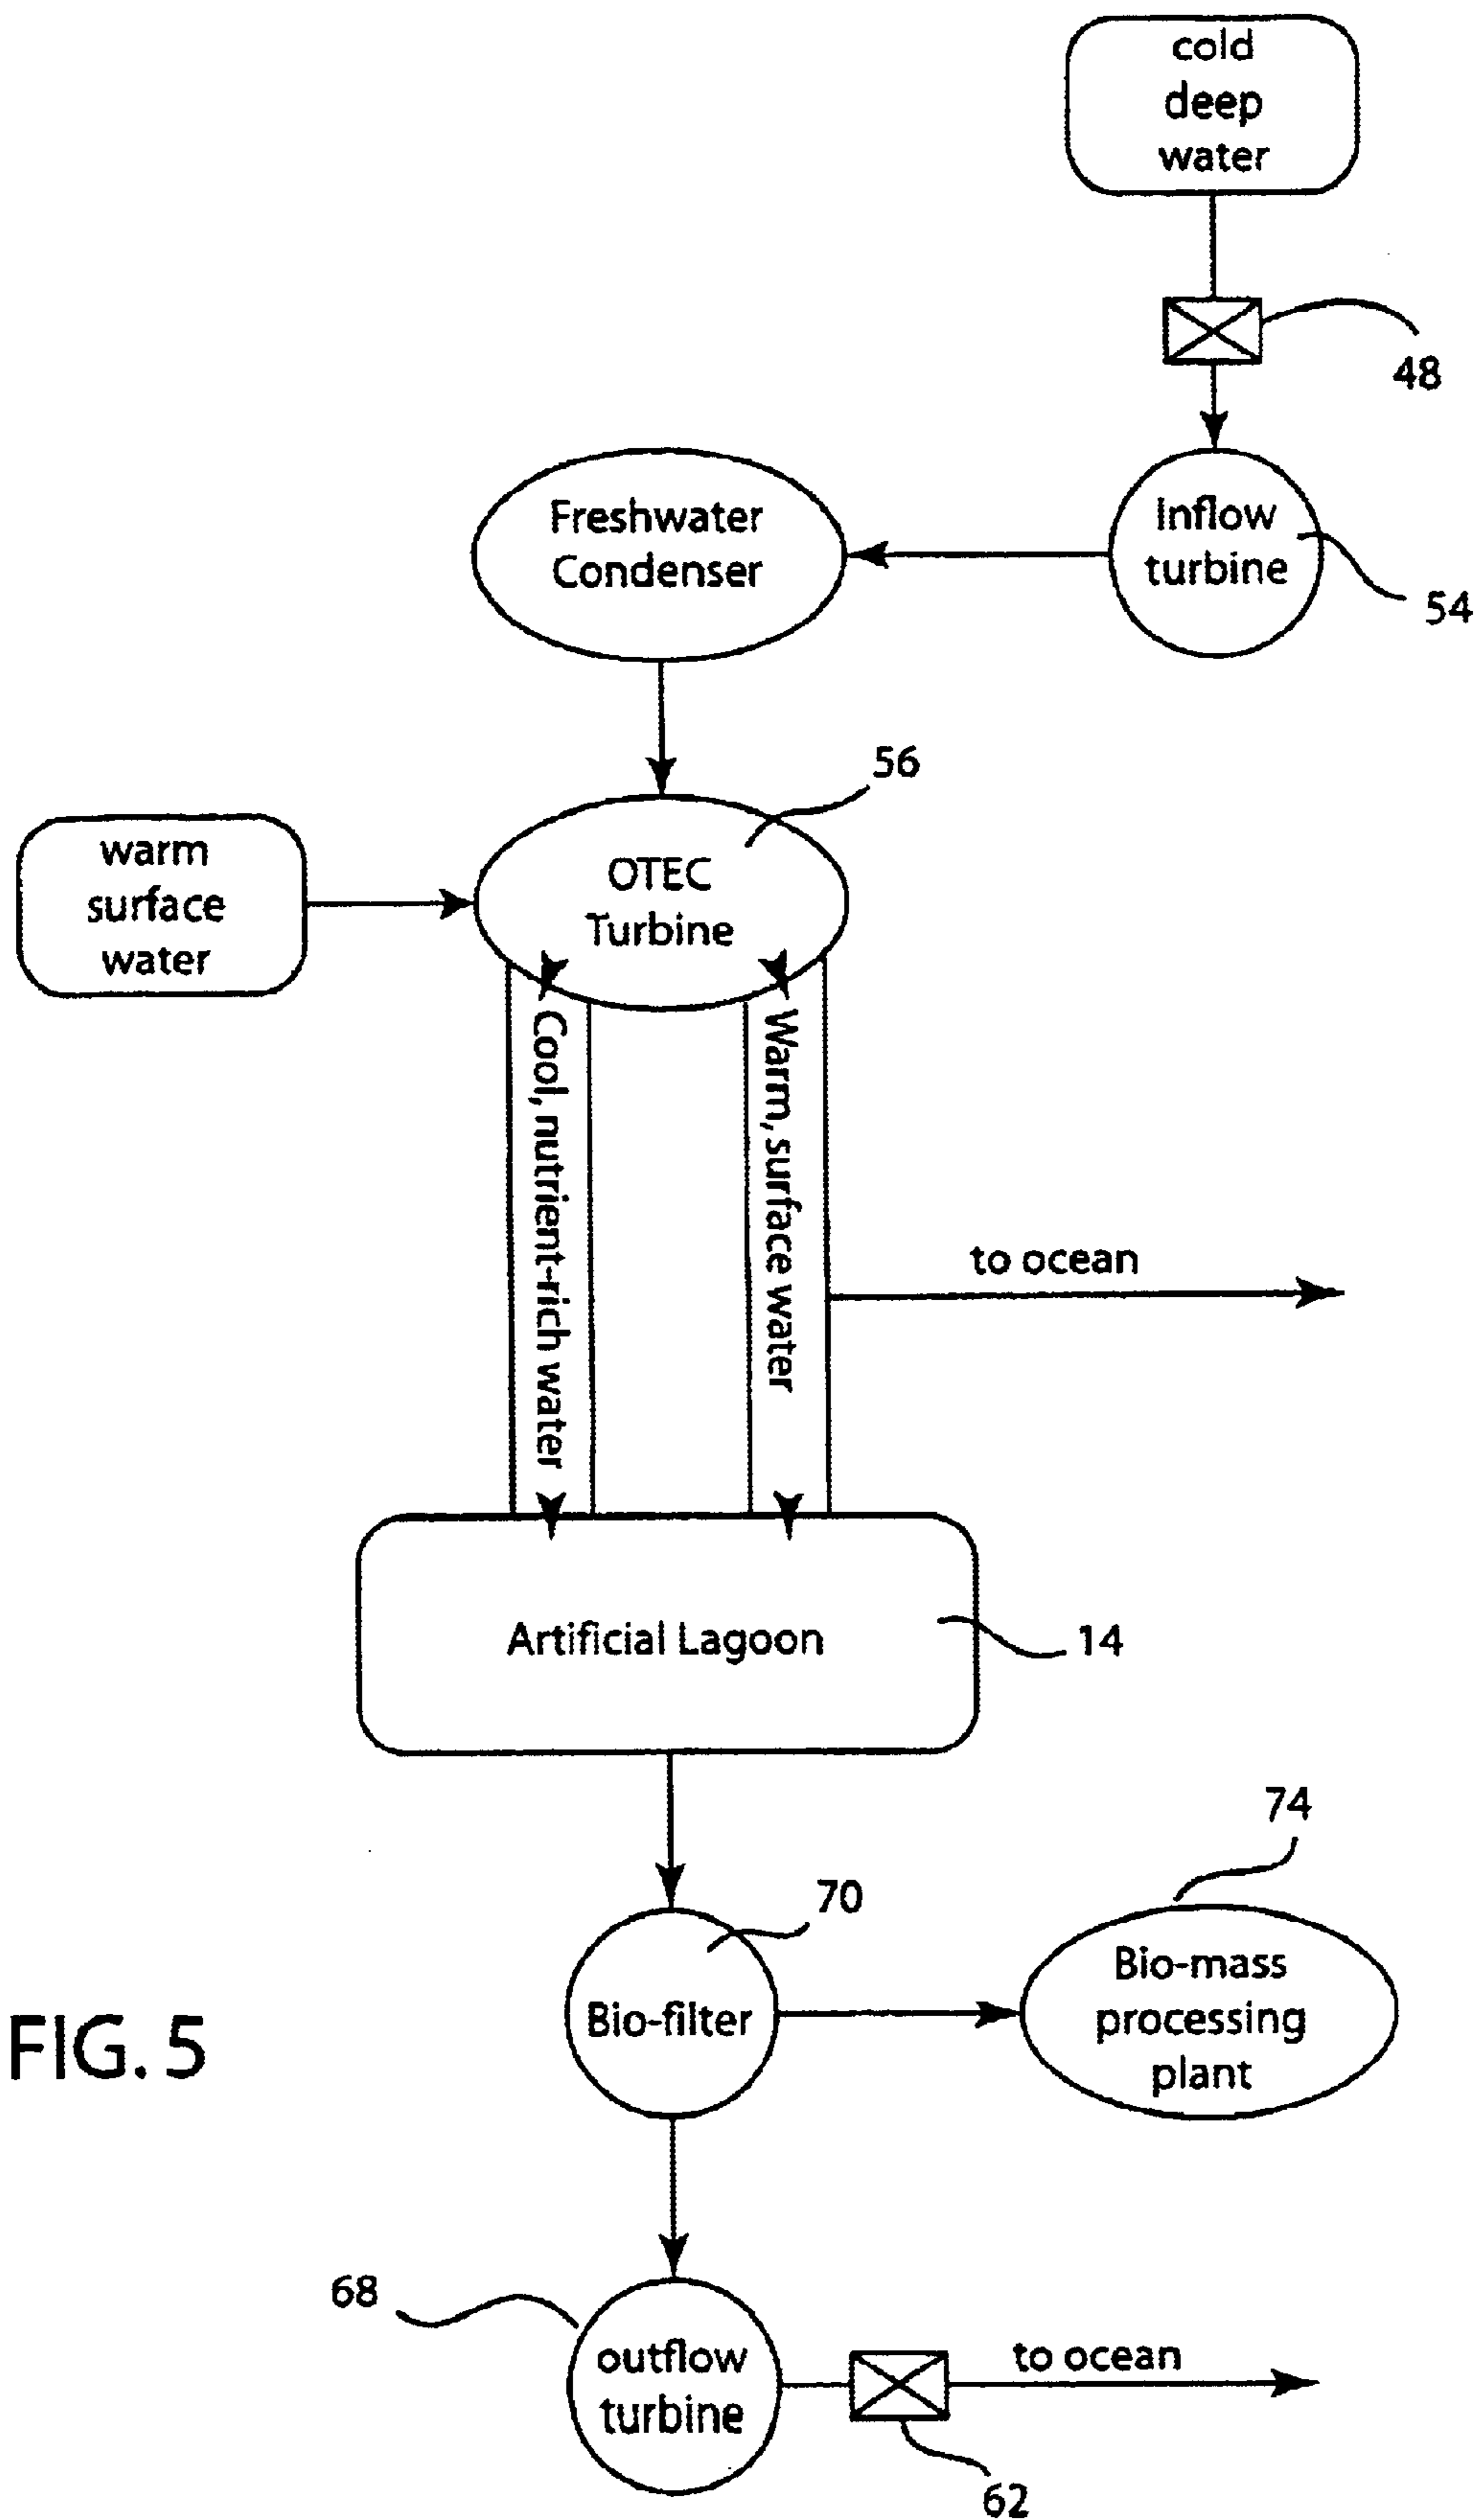 cold
deep
water
48
Inflow
turbine
54
Freshwater
Condenser
56
OTEC
Turbine
warm
surface
water
Cool, nutrient-rich water
Warm, surface water
to ocean
Artificial Lagoon
14
74
70
Bio-filter
Bio-mass
processing
plant
FIG. 5
68
outflow
turbine
to ocean
62